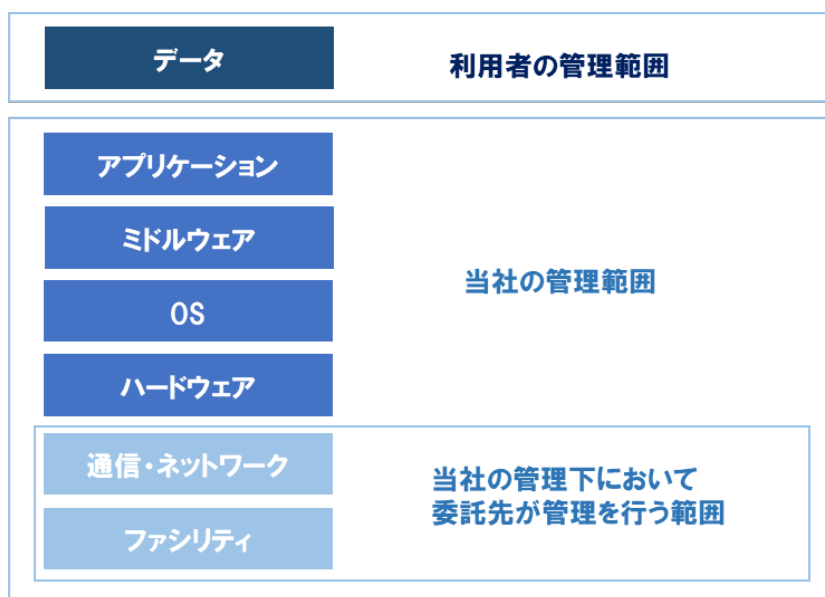 データ
利用者の管理範囲
アプリケーション
ミドルウェア
当社の管理範囲
OS
ハードウェア
通信・ネットワーク
当社の管理下において
委託先が管理を行う範囲
ファシリティ